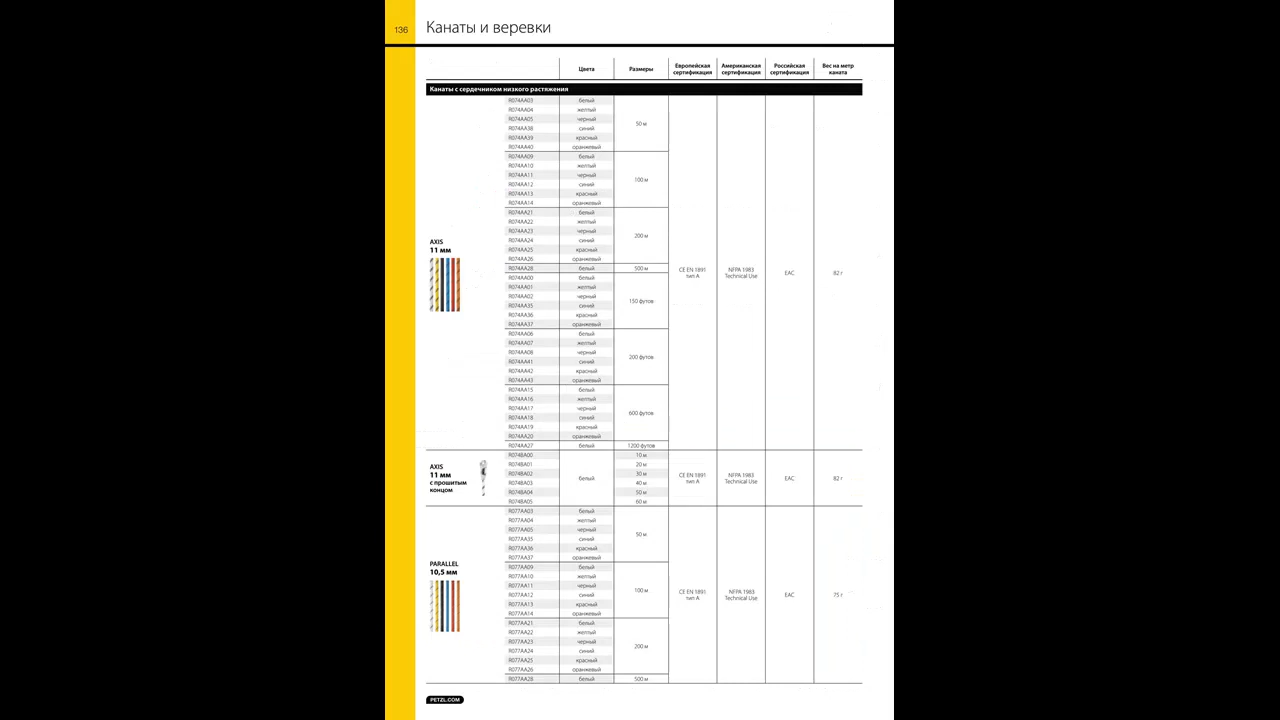 136 Канаты и веревки
Цвета Размеры Европейская сертификация Американская сертификация Российская сертификация Вес на метр каната
Канаты с сердечником низкого растяжения
AXIS
11 мм
R074AA03 белый 50 м
R074AA04 желтый
R074AA05 черный
R074AA38 синий
R074AA39 красный
R074AA40 оранжевый
R074AA09 белый 100 м
R074AA10 желтый
R074AA11 черный
R074AA12 синий
R074AA13 красный
R074AA14 оранжевый
R074AA21 белый 200 м
R074AA22 желтый
R074AA23 черный
R074AA24 синий
R074AA25 красный
R074AA26 оранжевый
R074AA28 белый 500 м
CE EN 1891 тип A NFPA 1983 Technical Use EAC 82 г
R074AA00 белый 150 футов
R074AA01 желтый
R074AA02 черный
R074AA35 синий
R074AA36 красный
R074AA37 оранжевый
R074AA06 белый 200 футов
R074AA07 желтый
R074AA08 черный
R074AA41 синий
R074AA42 красный
R074AA43 оранжевый
R074AA15 белый 600 футов
R074AA16 желтый
R074AA17 черный
R074AA18 синий
R074AA19 красный
R074AA20 оранжевый
R074AA27 белый 1200 футов
AXIS
11 мм
с прошитым
концом
R074BA00 белый 10 м
R074BA01 20 м
R074BA02 30 м
R074BA03 40 м
R074BA04 50 м
R074BA05 60 м
CE EN 1891 тип A NFPA 1983 Technical Use EAC 82 г
PARALLEL
10,5 мм
R077AA03 белый 50 м
R077AA04 желтый
R077AA05 черный
R077AA35 синий
R077AA36 красный
R077AA37 оранжевый
R077AA09 белый 100 м
R077AA10 желтый
R077AA11 черный
R077AA12 синий
R077AA13 красный
R077AA14 оранжевый
CE EN 1891 тип A NFPA 1983 Technical Use EAC 75 г
R077AA21 белый 200 м
R077AA22 желтый
R077AA23 черный
R077AA24 синий
R077AA25 красный
R077AA26 оранжевый
R077AA28 белый 500 м
PETZL.COM